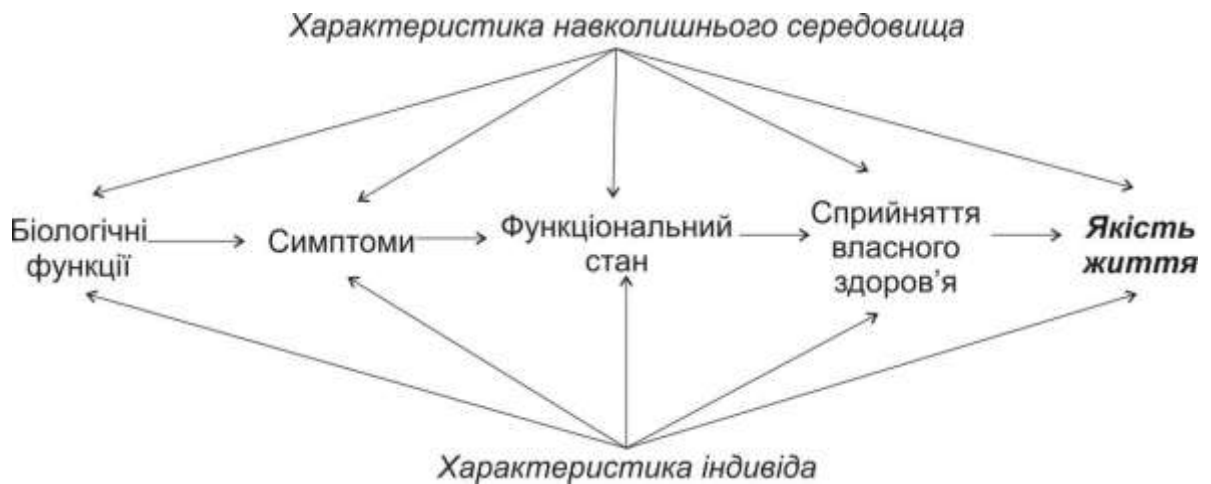 Характеристика навколишнього середовища
Біологічні
функції
Симптоми
Функціональний
стан
Сприйняття
власного
здоров’я
Якість
життя
Характеристика індивіда